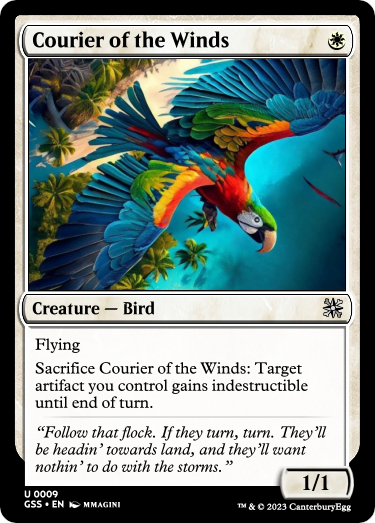 Courier of the Winds
Creature — Bird
Flying
Sacrifice Courier of the Winds: Target
artifact you control gains indestructible
until end of turn.
“Follow that flock. If they turn, turn. They’ll
be headin’ towards land, and they’ll want
nothin’ to do with the storms.”
1/1
U 0009
GSS • EN MMAGINI
™ & © 2023 CanterburyEgg